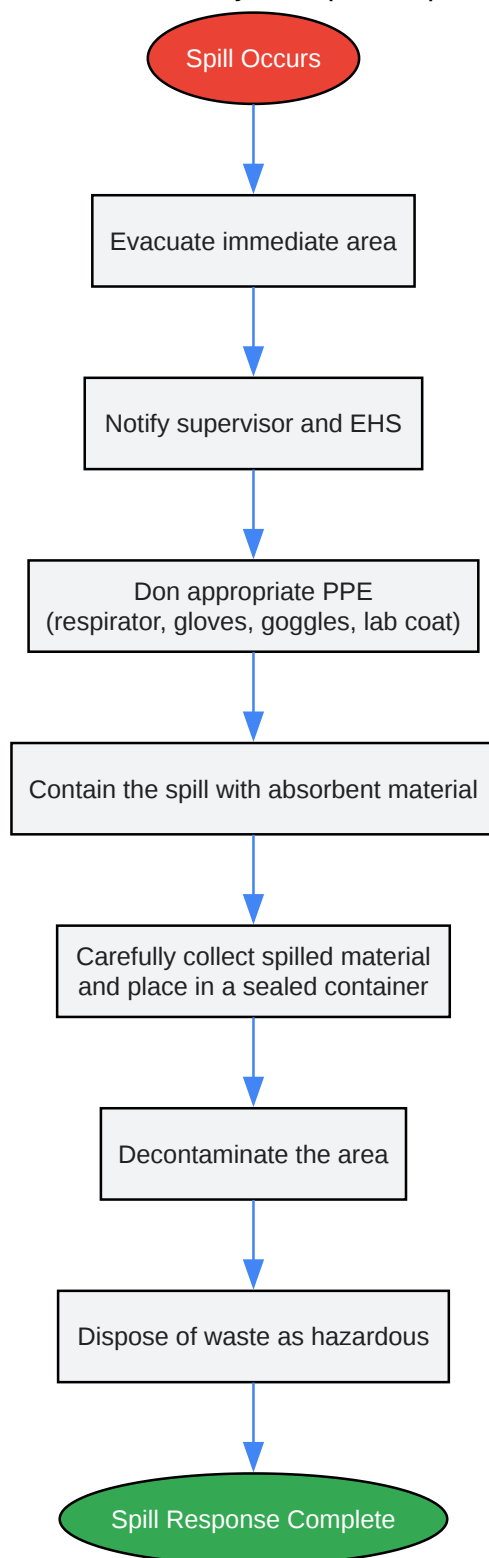 Spill Occurs
Evacuate immediate area
Notify supervisor and EHS
Don appropriate PPE
(respirator, gloves, goggles, lab coat)
Contain the spill with absorbent material
Carefully collect spilled material
and place in a sealed container
Decontaminate the area
Dispose of waste as hazardous
Spill Response Complete